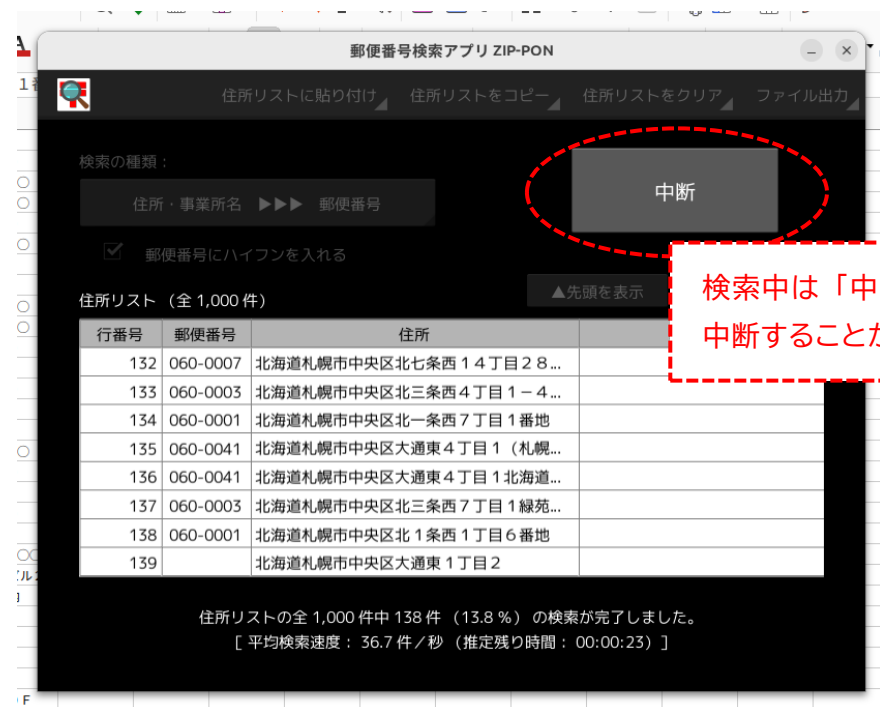 郵便番号検索アプリ ZIP-PON
住所リストに貼り付け 住所リストをコピー 住所リストをクリア ファイル出力
検索の種類：
中断
住所・事業所名 ▶▶▶ 郵便番号
郵便番号にハイフンを入れる
検索中は「中
▲先頭を表示
住所リスト （全 1,000 件）
中断することが
行番号 郵便番号 住所
132 060-0007 北海道札幌市中央区北七条西１４丁目２８...
133 060-0003 北海道札幌市中央区北三条西４丁目１－４...
134 060-0001 北海道札幌市中央区北一条西７丁目１番地
135 060-0041 北海道札幌市中央区大通東４丁目１（札幌...
136 060-0041 北海道札幌市中央区大通東４丁目１北海道...
137 060-0003 北海道札幌市中央区北三条西７丁目１緑苑...
138 060-0001 北海道札幌市中央区北１条西１丁目６番地
139 北海道札幌市中央区大通東１丁目２
住所リストの全 1,000 件中 138 件 （13.8 %） の検索が完了しました。
[ 平均検索速度： 36.7 件／秒 （推定残り時間： 00:00:23） ]